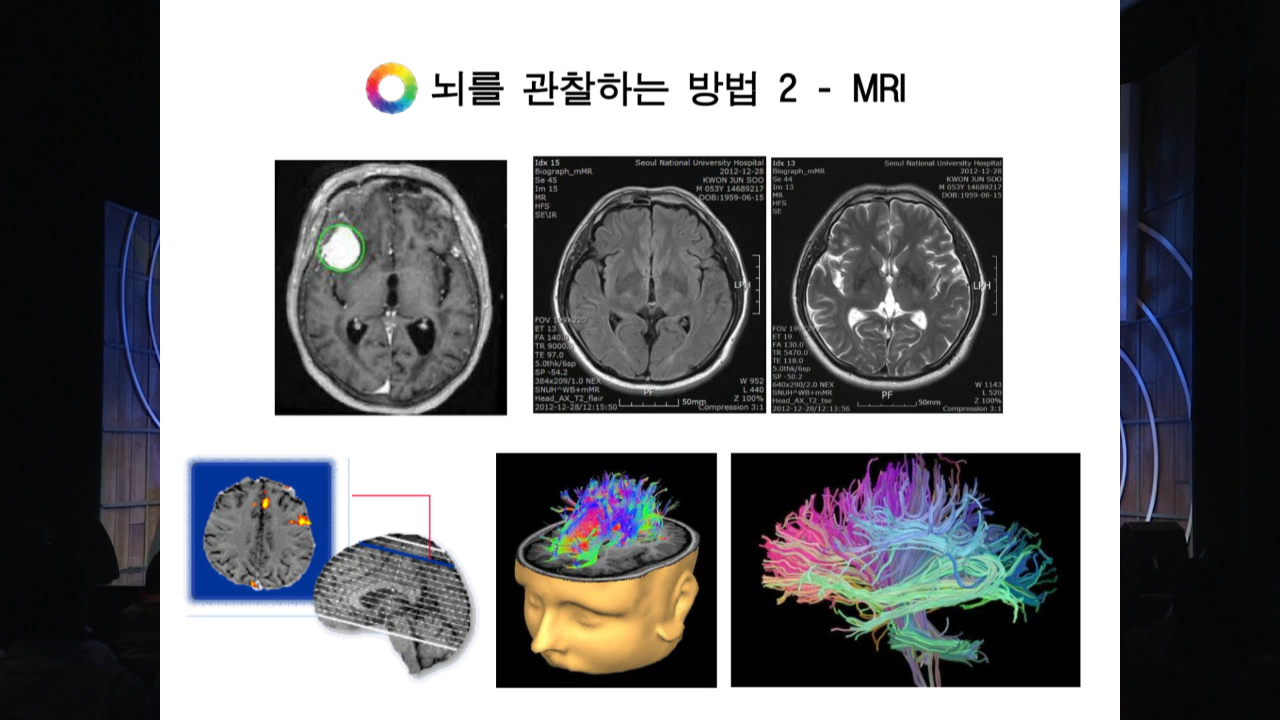 뇌를 관찰하는 방법 2 - MRI
Idx 15
Seoul National University Hospital
Biograph_mMR
2012-12-28
Se 45
KWON JUN SOO
Im 15
M 053Y 14689217
MR
DOB:1959-06-15
HFS
SE\IR
LPH
ET 13
FA 140.0
TR 9000.0
TE 97.0
5.0thk/6sp
SP -54.2
W 952
384x209/1.0 NEX
L 440
SNUH^WB+mMR
PF
Z 100%
Head_AX_T2_flair
50mm
Compression 3:1
2012-12-28/12:15:50
Idx 13
Seoul National University Hospital
Biograph_mMR
2012-12-28
Se 44
KWON JUN SOO
Im 13
M 053Y 14689217
MR
DOB:1959-06-15
HFS
SE
LPH
ET 19
FA 130.0
TR 5470.0
TE 118.0
5.0thk/6sp
SP -50.2
W 1143
640x290/2.0 NEX
L 520
SNUH^WB+mMR
PF
Z 100%
Head_AX_T2_tse
50mm
Compression 3:1
2012-12-28/12:13:56